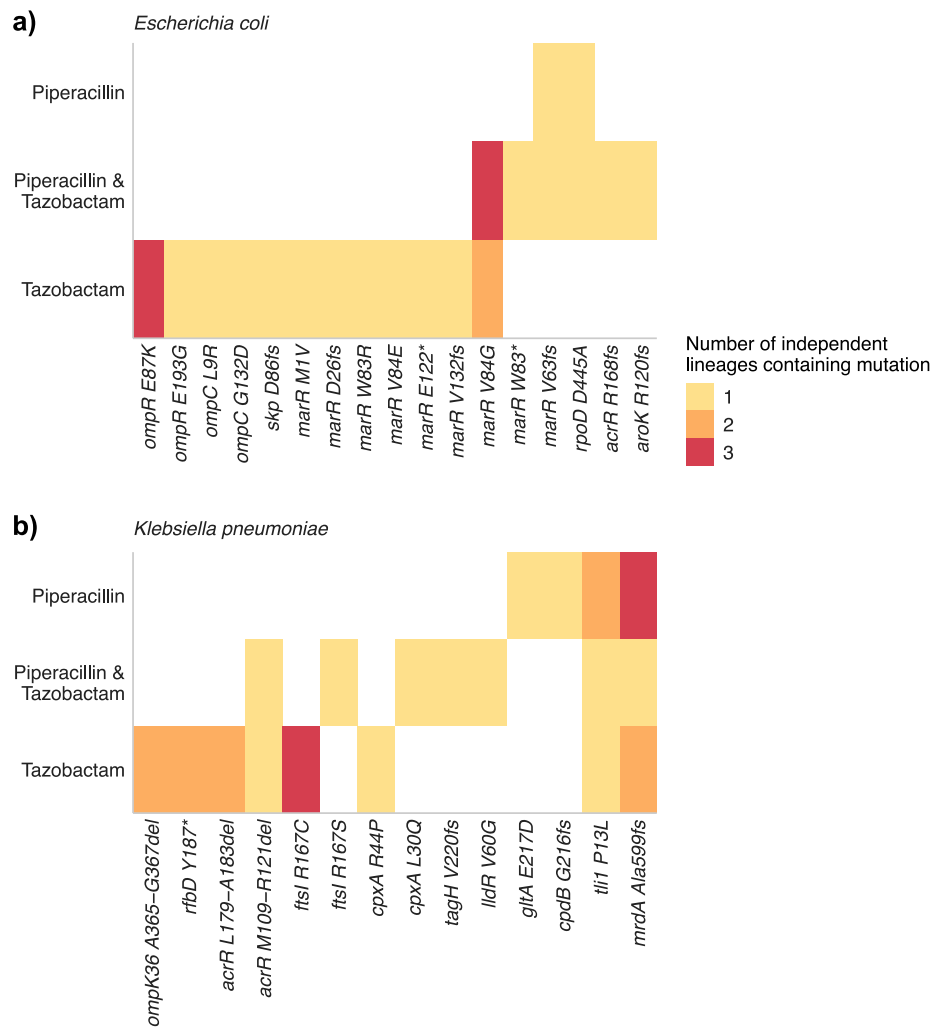 a)
Escherichia coli
Piperacillin
Piperacillin &
Tazobactam
Tazobactam
ompR E87K
ompR E193G
ompC L9R
ompC G132D
skp D86fs
marR M1V
marR D26fs
marR W83R
marR V84E
marR E122*
marR V132fs
marR V84G
marR W83*
marR V63fs
rpoD D445A
acrR R168fs
aroK R120fs
Number of independent
lineages containing mutation
1
2
3
b)
Klebsiella pneumoniae
Piperacillin
Piperacillin &
Tazobactam
Tazobactam
ompK36 A365−G367del
rfbD Y187*
acrR L179−A183del
acrR M109−R121del
ftsI R167C
ftsI R167S
cpxA R44P
cpxA L30Q
tagH V220fs
lldR V60G
gltA E217D
cpdB G216fs
tli1 P13L
mrdA Ala599fs